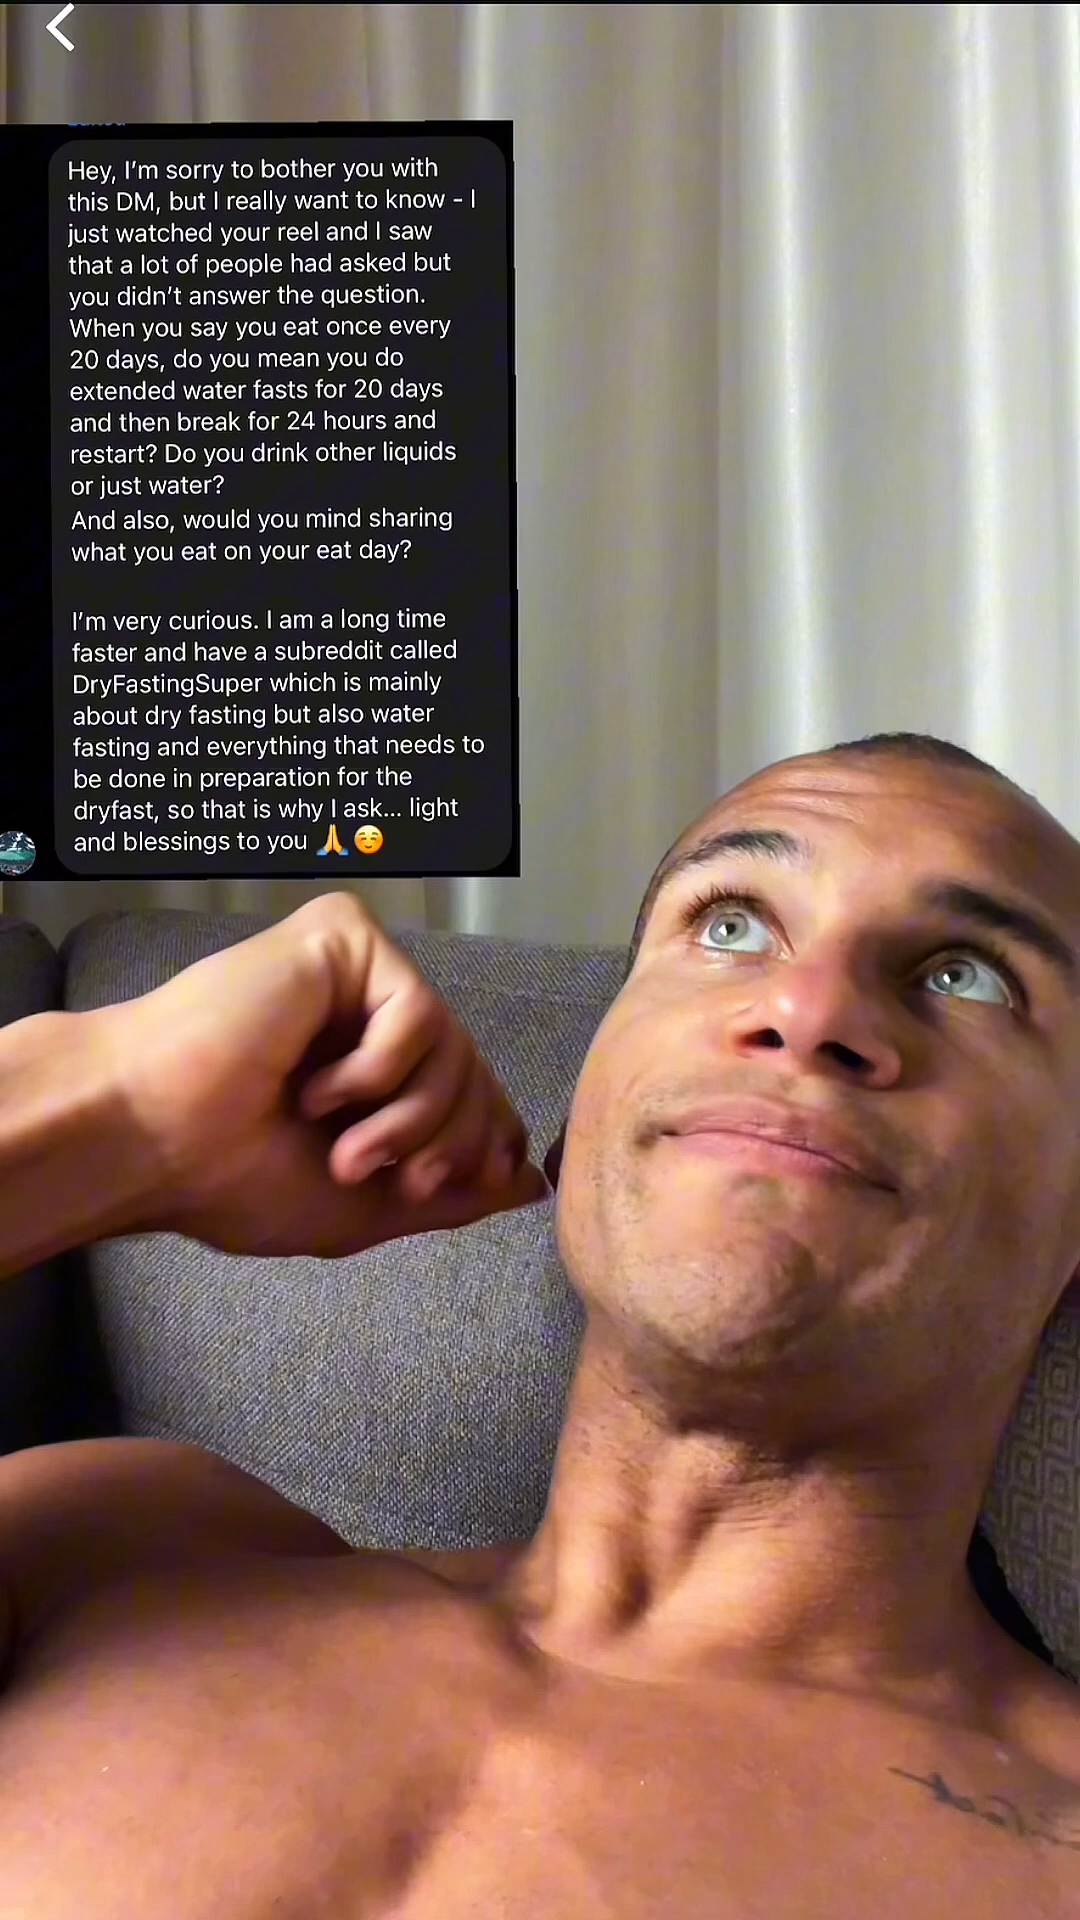 Hey, I'm sorry to bother you with
this DM, but I really want to know - I
just watched your reel and I saw
that a lot of people had asked but
you didn't answer the question.
When you say you eat once every
20 days, do you mean you do
extended water fasts for 20 days
and then break for 24 hours and
restart? Do you drink other liquids
or just water?
And also, would you mind sharing
what you eat on your eat day?
I'm very curious. I am a long time
faster and have a subreddit called
DryFastingSuper which is mainly
about dry fasting but also water
fasting and everything that needs to
be done in preparation for the
dryfast, so that is why I ask... light
and blessings to you 🙏☺️